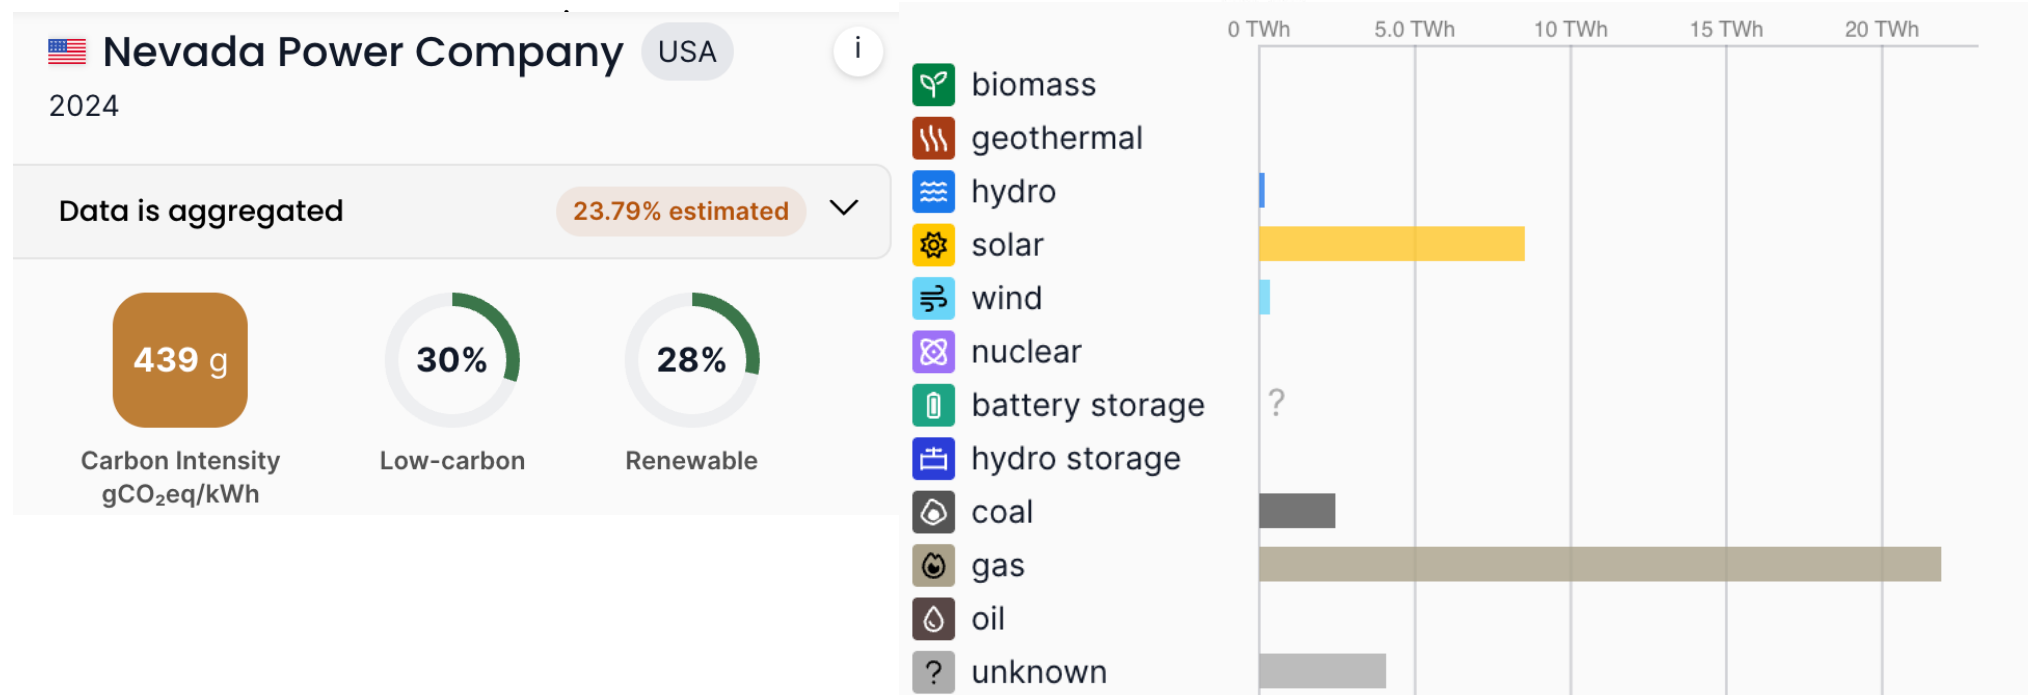 Nevada Power Company USA i
2024
Data is aggregated 23.79% estimated
439 g 30% 28%
Carbon Intensity Low-carbon Renewable
gCO₂eq/kWh
0 TWh 5.0 TWh 10 TWh 15 TWh 20 TWh
biomass
geothermal
hydro
solar
wind
nuclear
battery storage ?
hydro storage
coal
gas
oil
? unknown